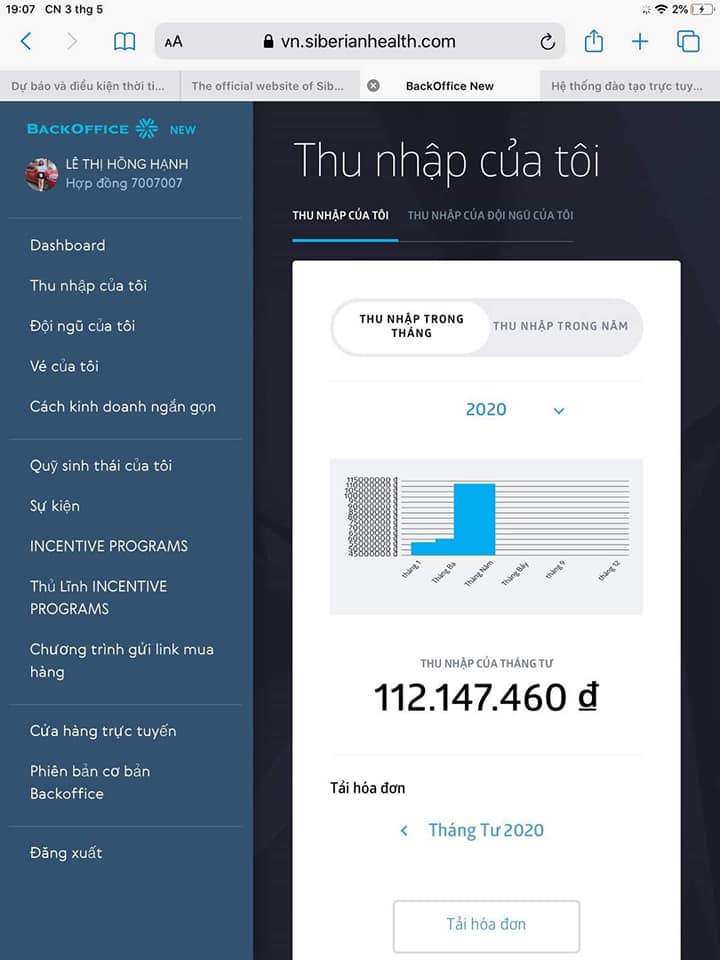 19:07 CN 3 thg 5
2%
AA
vn.siberianhealth.com
Dự báo và điều kiện thời ti...
The official website of Sib...
BackOffice New
Hệ thống đào tạo trực tuy...
BACKOFFICE NEW
LÊ THỊ HỒNG HẠNH
Hợp đồng 7007007
Dashboard
Thu nhập của tôi
Đội ngũ của tôi
Vé của tôi
Cách kinh doanh ngắn gọn
Quỹ sinh thái của tôi
Sự kiện
INCENTIVE PROGRAMS
Thủ Lĩnh INCENTIVE
PROGRAMS
Chương trình gửi link mua
hàng
Cửa hàng trực tuyến
Phiên bản cơ bản
Backoffice
Đăng xuất
Thu nhập của tôi
THU NHẬP CỦA TÔI
THU NHẬP CỦA ĐỘI NGŨ CỦA TÔI
THU NHẬP TRONG
THÁNG
THU NHẬP TRONG NĂM
2020
tháng 1
Tháng Ba
Tháng Năm
Tháng Bảy
tháng 9
tháng 12
THU NHẬP CỦA THÁNG TƯ
112.147.460 ₫
Tải hóa đơn
Tháng Tư 2020
Tải hóa đơn